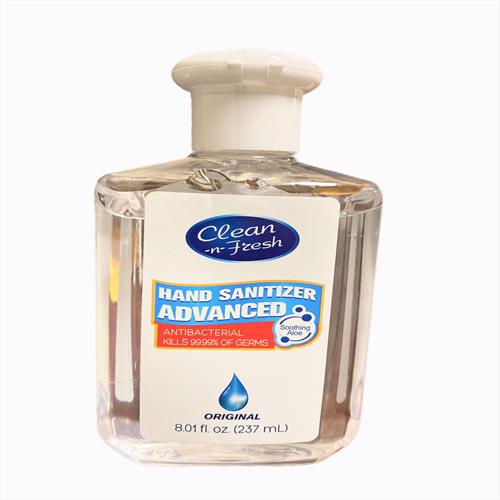 Clean
-n- Fresh
HAND SANITIZER
ADVANCED
Soothing
Aloe
ANTIBACTERIAL
KILLS 99.99% OF GERMS
ORIGINAL
8.01 fl. oz. (237 mL)